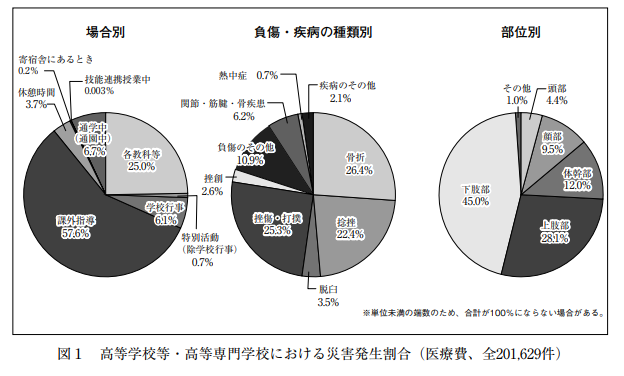 場合別
寄宿舎にあるとき
0.2%
技能連携授業中
0.003%
休憩時間
3.7%
通学中
(通園中)
6.7%
各教科等
25.0%
学校行事
6.1%
特別活動
(除学校行事)
0.7%
課外指導
57.6%
負傷・疾病の種類別
熱中症 0.7%
疾病のその他
2.1%
関節・筋腱・骨疾患
6.2%
負傷のその他
10.9%
挫創
2.6%
挫傷・打撲
25.3%
骨折
26.4%
捻挫
22.4%
脱臼
3.5%
部位別
その他
1.0%
頭部
4.4%
顔部
9.5%
体幹部
12.0%
上肢部
28.1%
下肢部
45.0%
※単位未満の端数のため、合計が100%にならない場合がある。
図1 高等学校等・高等専門学校における災害発生割合(医療費、全201,629件)